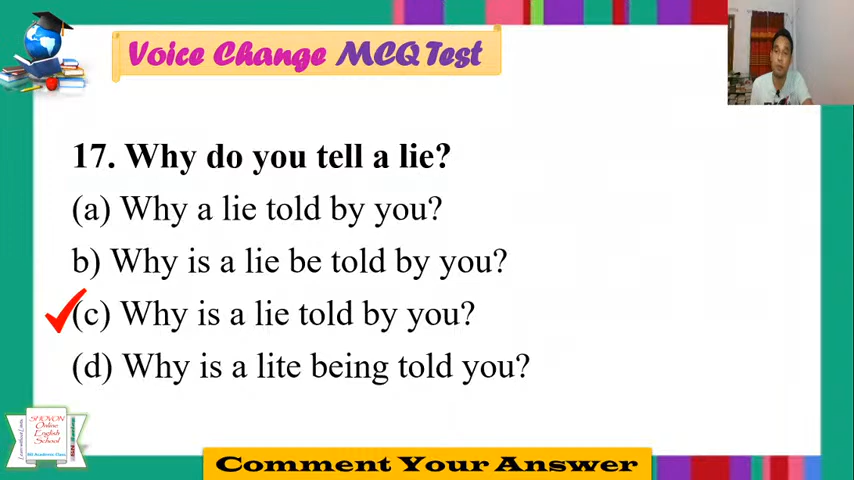 Voice Change MCQ Test
17. Why do you tell a lie?
(a) Why a lie told by you?
b) Why is a lie be told by you?
(c) Why is a lie told by you?
(d) Why is a lite being told you?
SHOVON
Online
English
School
Comment Your Answer